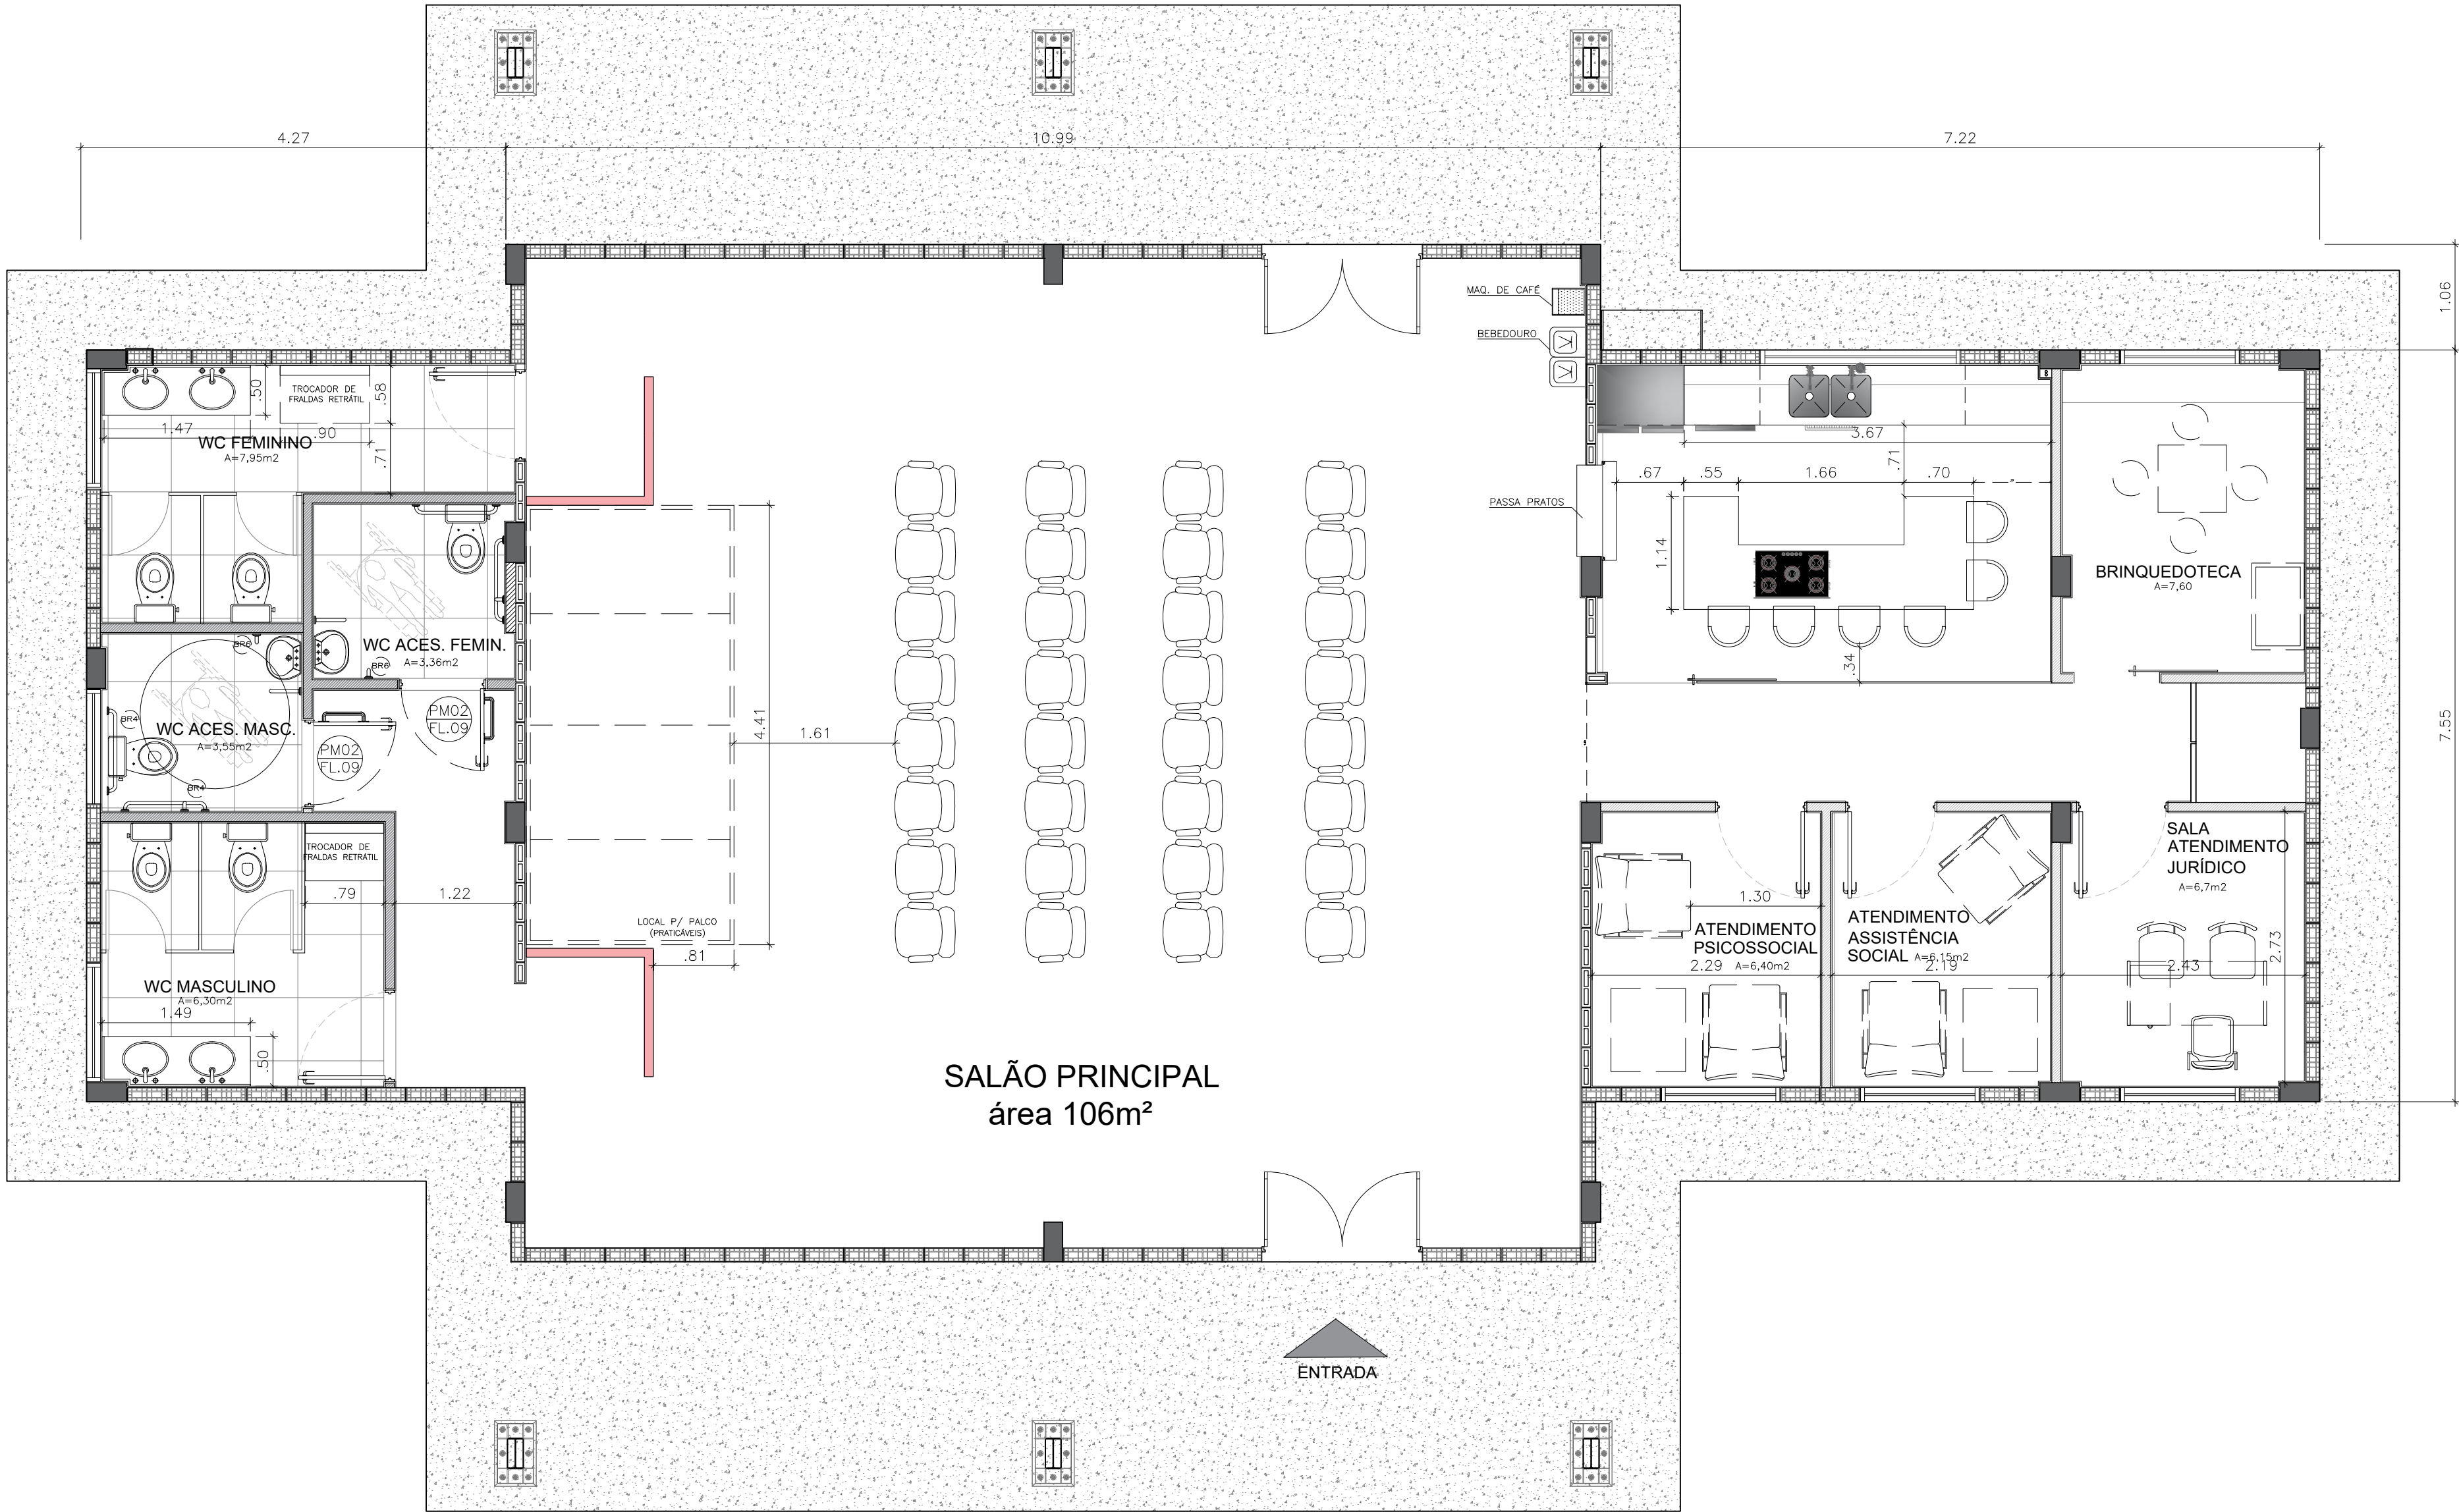 4.27
10.99
7.22
1.06
MAQ. DE CAFÉ
BEBEDOURO
TROCADOR DE
FRALDAS RETRÁTIL
.50
.58
1.47
.90
WC FEMININO
A=7,95m2
.71
3.67
.71
.67
.55
1.66
.70
PASSA PRATOS
1.14
BRINQUEDOTECA
A=7,60
WC ACES. FEMIN.
A=3,36m2
BR6
BR6
.34
WC ACES. MASC.
A=3,55m2
BR4
BR4
PM02
FL.09
PM02
FL.09
4.41
1.61
7.55
TROCADOR DE
FRALDAS RETRÁTIL
.79
1.22
LOCAL P/ PALCO
(PRATICÁVEIS)
.81
SALA
ATENDIMENTO
JURÍDICO
A=6,7m2
1.30
ATENDIMENTO
PSICOSSOCIAL
2.29
A=6,40m2
ATENDIMENTO
ASSISTÊNCIA
SOCIAL A=6,15m2
2.19
2.43
2.73
WC MASCULINO
A=6,30m2
1.49
.50
SALÃO PRINCIPAL
área 106m²
ENTRADA